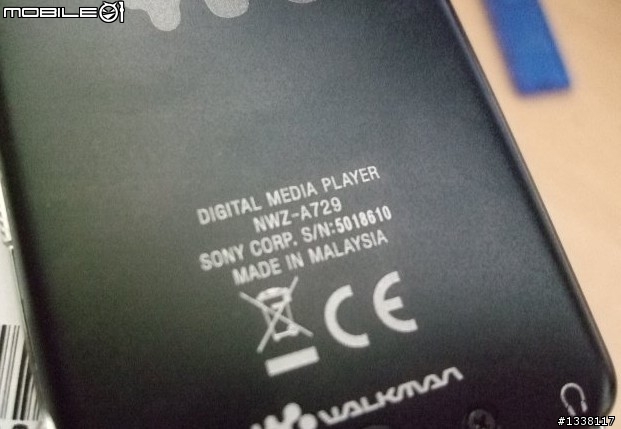 MOBILE01
DIGITAL MEDIA PLAYER
NWZ-A729
SONY CORP. S/N:5018610
MADE IN MALAYSIA
CE
WALKMAN
#1338117